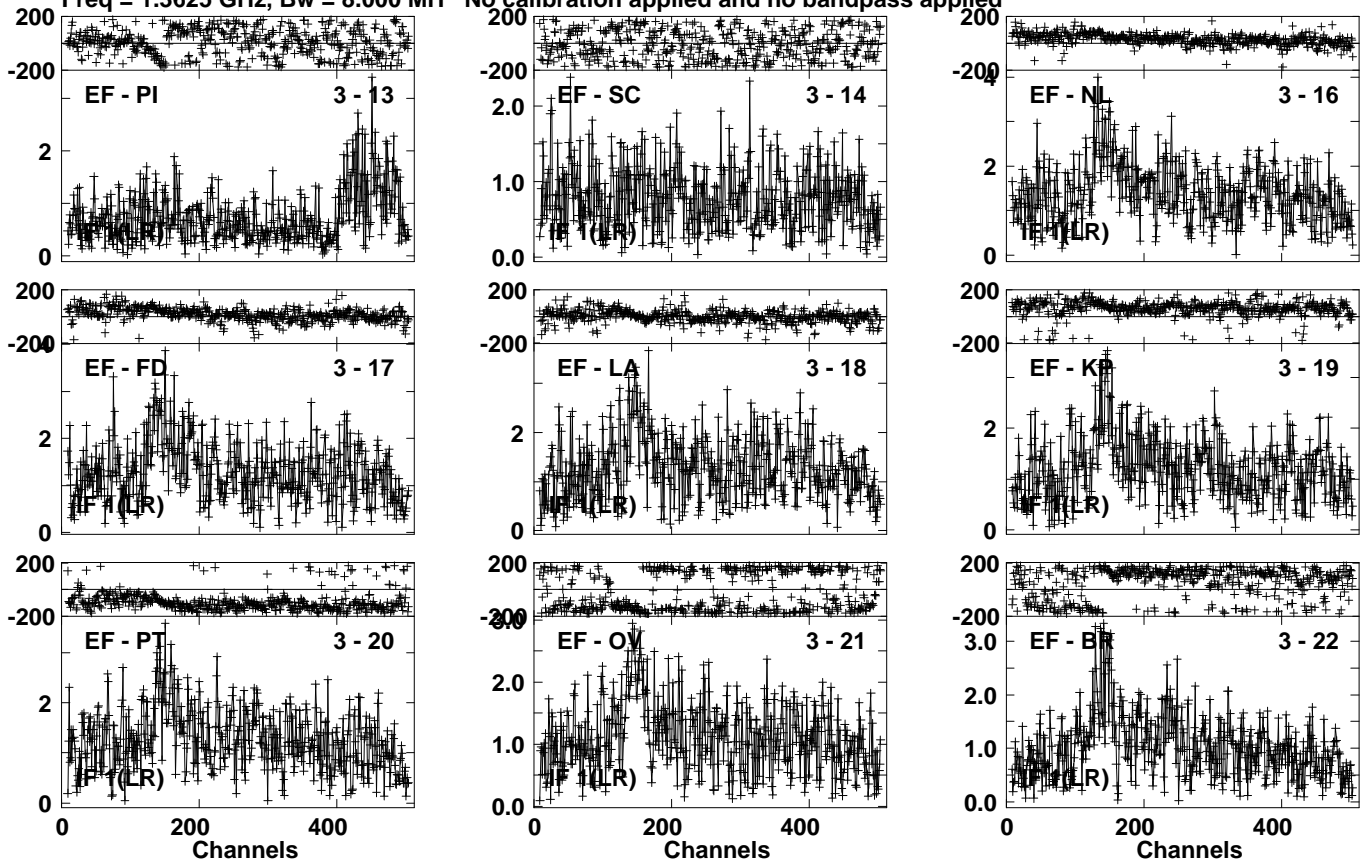 Freq = 1.3625 GHz, Bw = 8.000 MH No calibration applied and no bandpass applied
200
-200
EF - PI 3 - 13
2
0
IF 1(LR)
200
-200
EF - SC 3 - 14
2.0
1.0
0.0
IF 1(LR)
200
-200
4
EF - NL 3 - 16
2
0
IF 1(LR)
200
-200
4
EF - FD 3 - 17
2
0
IF 1(LR)
200
-200
EF - LA 3 - 18
2
0
IF 1(LR)
200
-200
EF - KP 3 - 19
2
0
IF 1(LR)
200
-200
EF - PT 3 - 20
2
0
IF 1(LR)
0 200 400
Channels
200
-200
3.0
EF - OV 3 - 21
2.0
1.0
0.0
IF 1(LR)
0 200 400
Channels
200
-200
EF - BR 3 - 22
3.0
2.0
1.0
0.0
IF 1(LR)
0 200 400
Channels